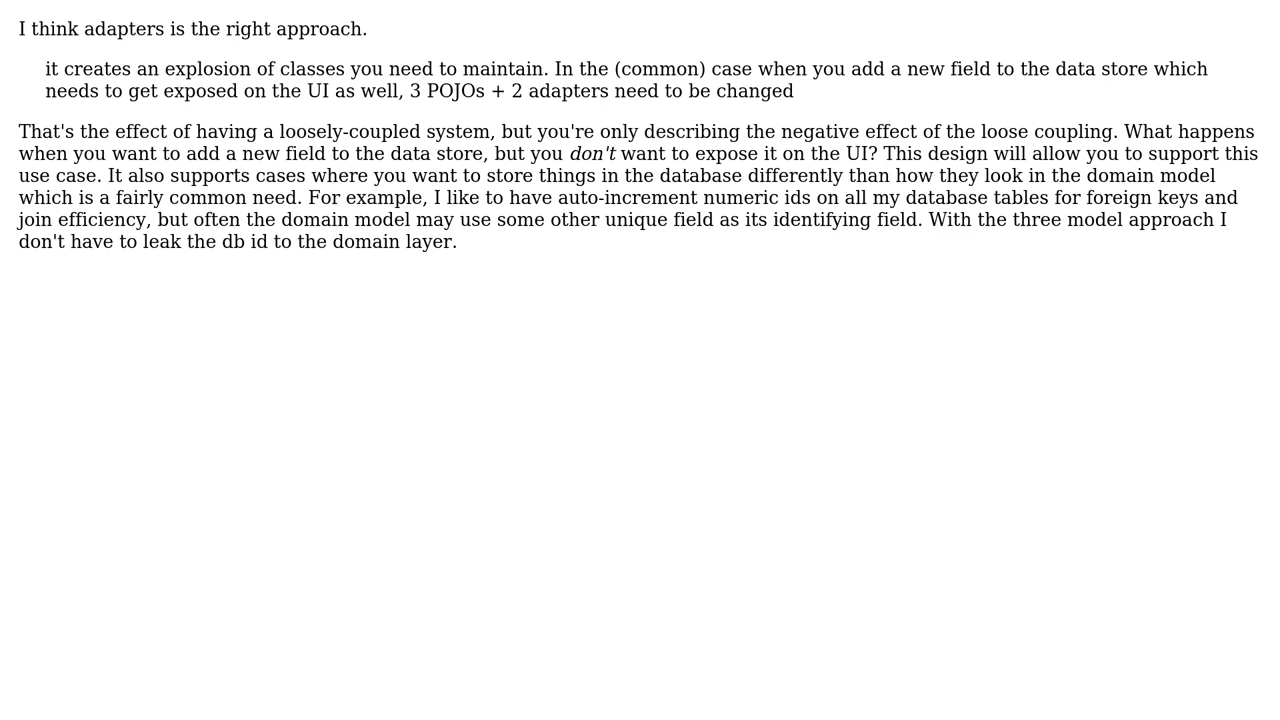 I think adapters is the right approach.
it creates an explosion of classes you need to maintain. In the (common) case when you add a new field to the data store which
needs to get exposed on the UI as well, 3 POJOs + 2 adapters need to be changed
That's the effect of having a loosely-coupled system, but you're only describing the negative effect of the loose coupling. What happens
when you want to add a new field to the data store, but you don't want to expose it on the UI? This design will allow you to support this
use case. It also supports cases where you want to store things in the database differently than how they look in the domain model
which is a fairly common need. For example, I like to have auto-increment numeric ids on all my database tables for foreign keys and
join efficiency, but often the domain model may use some other unique field as its identifying field. With the three model approach I
don't have to leak the db id to the domain layer.